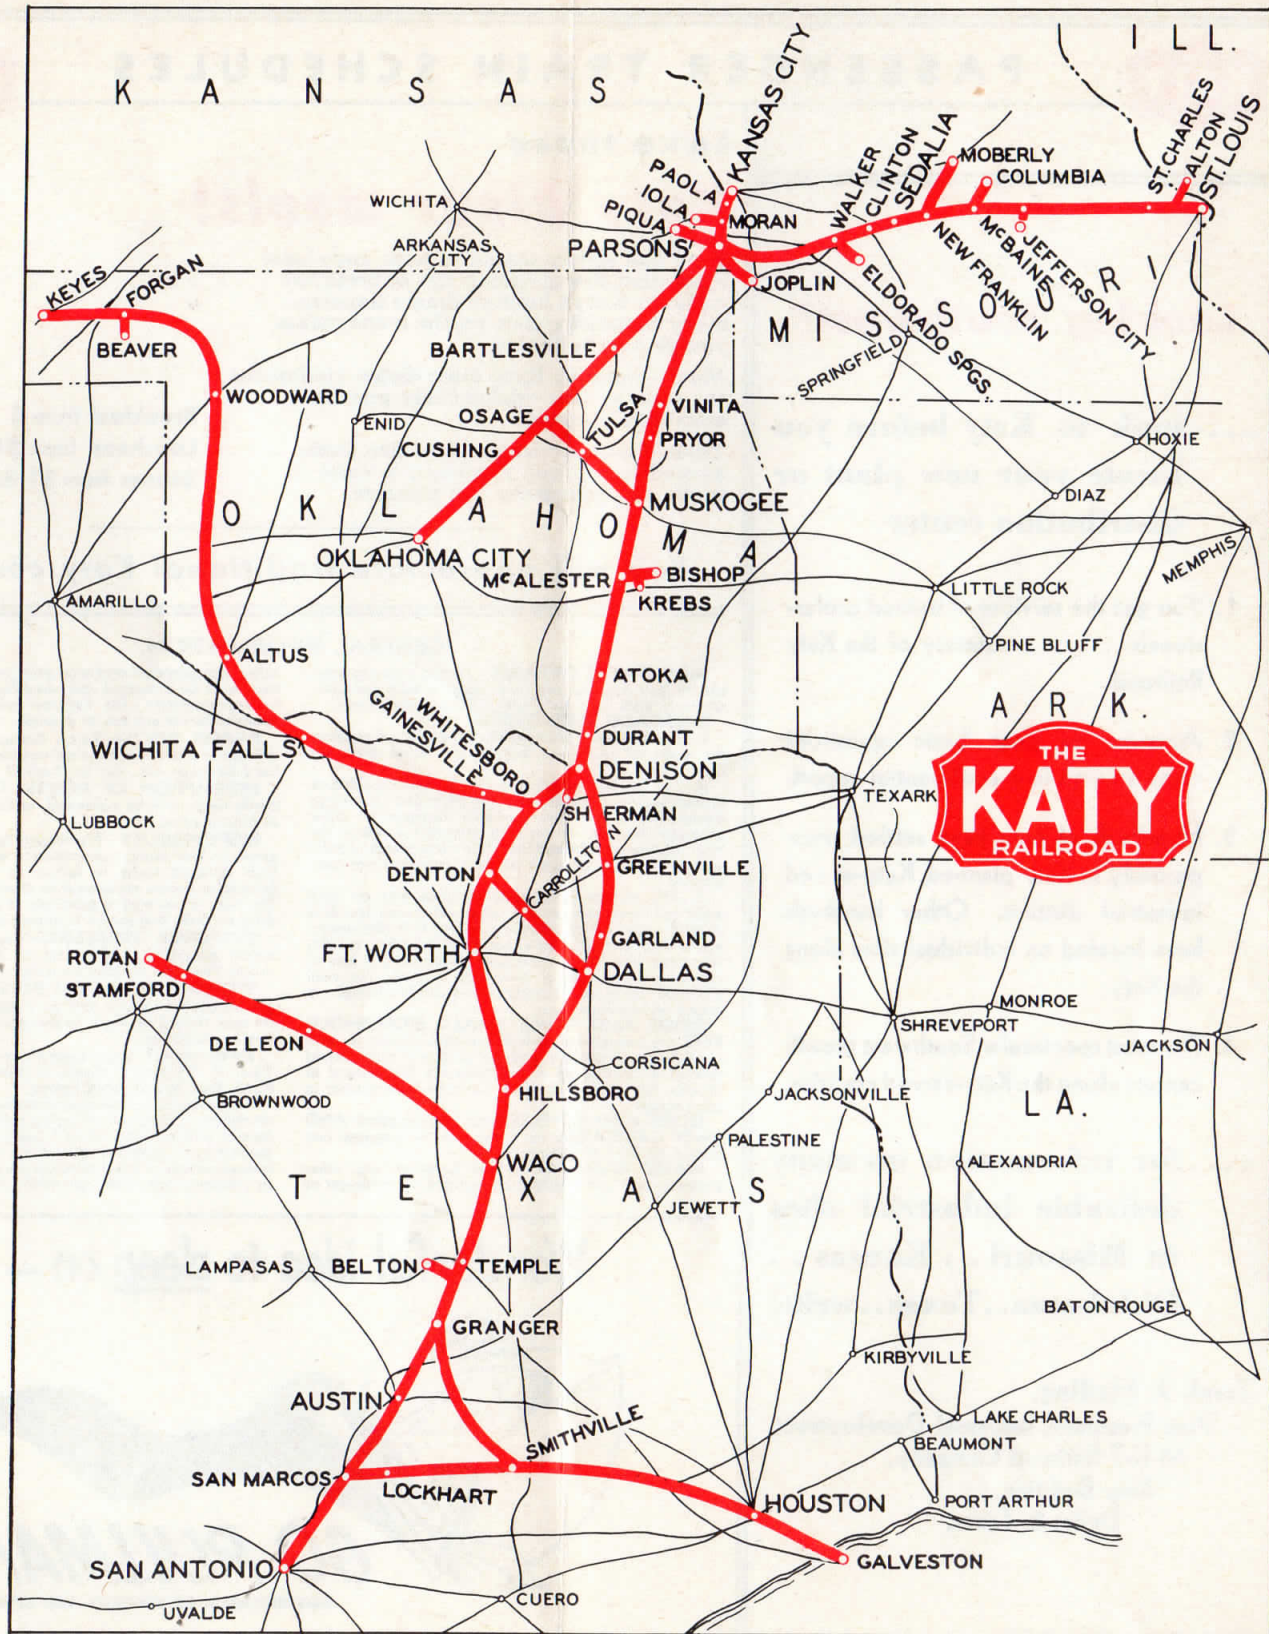 ILL.
KANSAS
KANSAS CITY
ST. CHARLES
ALTON
ST. LOUIS
PAOLA
IOLA
PIQUA
MORAN
PARSONS
WALKER
CLINTON
SEDALIA
MOBERLY
COLUMBIA
WICHITA
ARKANSAS
CITY
NEW FRANKLIN
McBAINE
JEFFERSON CITY
ELDORADO SPGS.
JOPLIN
MISSOURI
SPRINGFIELD
KEYES
FORGAN
BEAVER
BARTLESVILLE
WOODWARD
ENID
OSAGE
TULSA
CUSHING
VINITA
PRYOR
HOXIE
MUSKOGEE
DIAZ
OKLAHOMA
OKLAHOMA CITY
MEMPHIS
McALESTER
BISHOP
KREBS
LITTLE ROCK
AMARILLO
PINE BLUFF
ALTUS
ATOKA
ARK.
WHITESBORO
GAINESVILLE
DURANT
WICHITA FALLS
DENISON
THE
KATY
RAILROAD
TEXARK
LUBBOCK
SHERMAN
CARROLLTON
DENTON
GREENVILLE
GARLAND
FT. WORTH
DALLAS
ROTAN
STAMFORD
MONROE
SHREVEPORT
DE LEON
JACKSON
CORSICANA
HILLSBORO
JACKSONVILLE
BROWNWOOD
LA.
PALESTINE
WACO
ALEXANDRIA
TEXAS
JEWETT
LAMPASAS
BELTON
TEMPLE
BATON ROUGE
GRANGER
KIRBYVILLE
AUSTIN
SMITHVILLE
LAKE CHARLES
BEAUMONT
SAN MARCOS
LOCKHART
HOUSTON
PORT ARTHUR
GALVESTON
SAN ANTONIO
CUERO
UVALDE